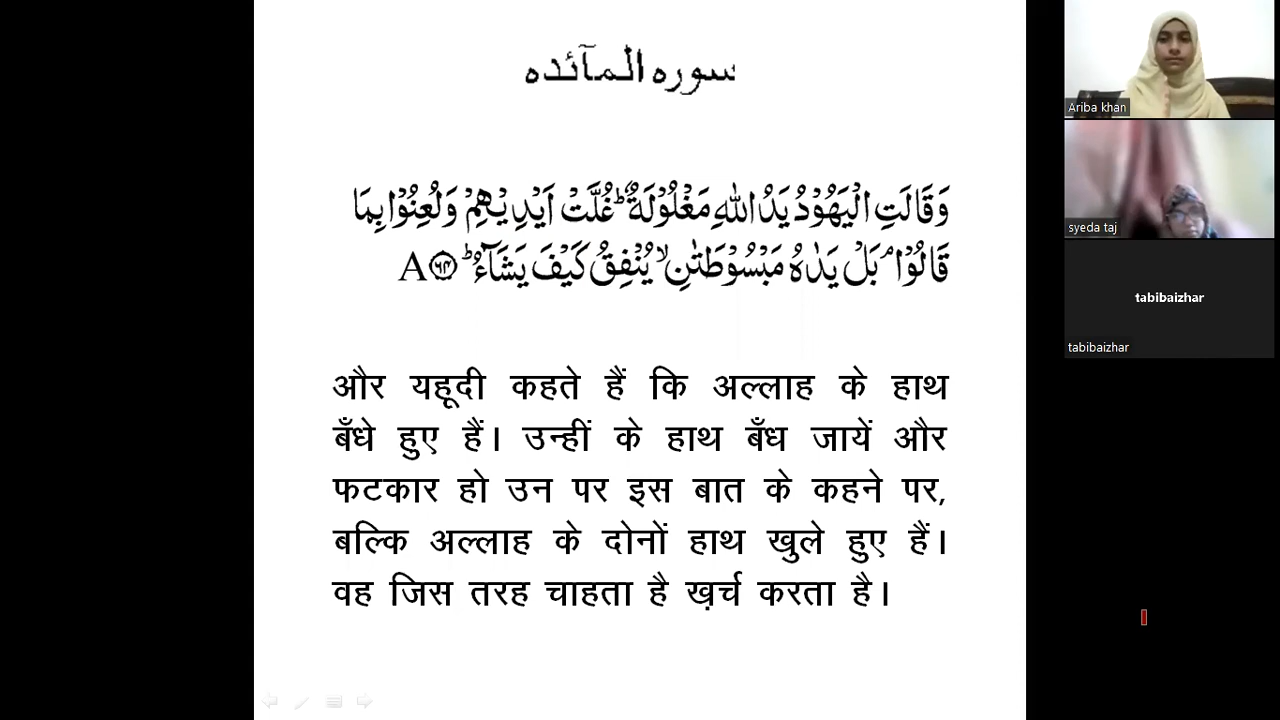 سوره المآئده
وَقَالَتِ الْيَهُوْدُ يَدُ اللّٰهِ مَغْلُوْلَةٌ ؕ غُلَّتْ اَيْدِيْهِمْ وَلُعِنُوْا بِمَا
قَالُوْا ۘ بَلْ يَدٰهُ مَبْسُوْطَتٰنِ ۙ يُنْفِقُ كَيْفَ يَشَآءُ ؕ ۝۶۴ A
और यहूदी कहते हैं कि अल्लाह के हाथ
बँधे हुए हैं। उन्हीं के हाथ बँध जायें और
फटकार हो उन पर इस बात के कहने पर,
बल्कि अल्लाह के दोनों हाथ खुले हुए हैं।
वह जिस तरह चाहता है ख़र्च करता है।
Ariba khan
syeda taj
tabibaizhar
tabibaizhar